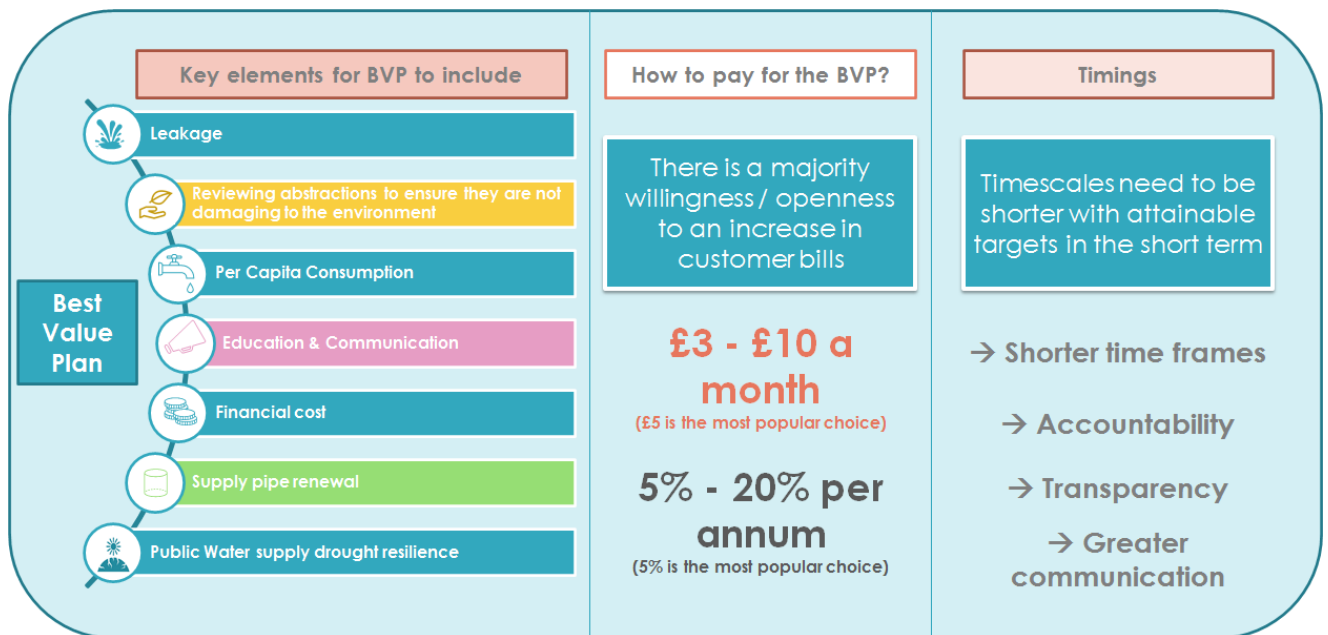 Key elements for BVP to include
Leakage
Reviewing abstractions to ensure they are not
damaging to the environment
Per Capita Consumption
Best
Value
Plan
Education & Communication
Financial cost
Supply pipe renewal
Public Water supply drought resilience
How to pay for the BVP?
There is a majority
willingness / openness
to an increase in
customer bills
£3 - £10 a
month
(£5 is the most popular choice)
5% - 20% per
annum
(5% is the most popular choice)
Timings
Timescales need to be
shorter with attainable
targets in the short term
→ Shorter time frames
→ Accountability
→ Transparency
→ Greater
communication